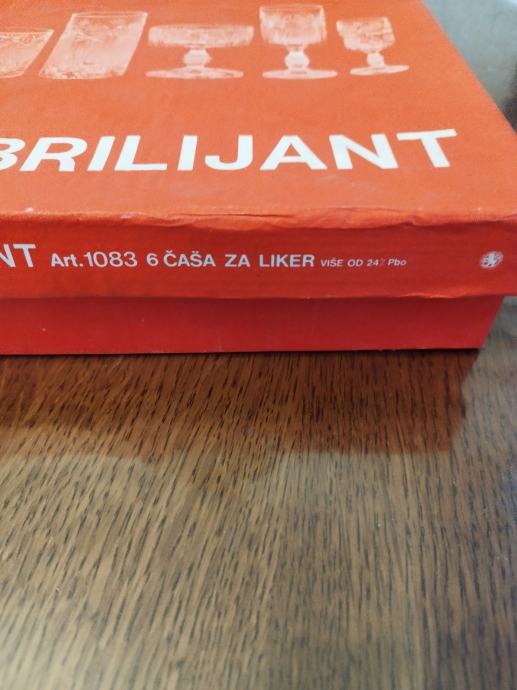 BRILIJANT
NT Art.1083 6 ČAŠA ZA LIKER VIŠE OD 24% Pbo